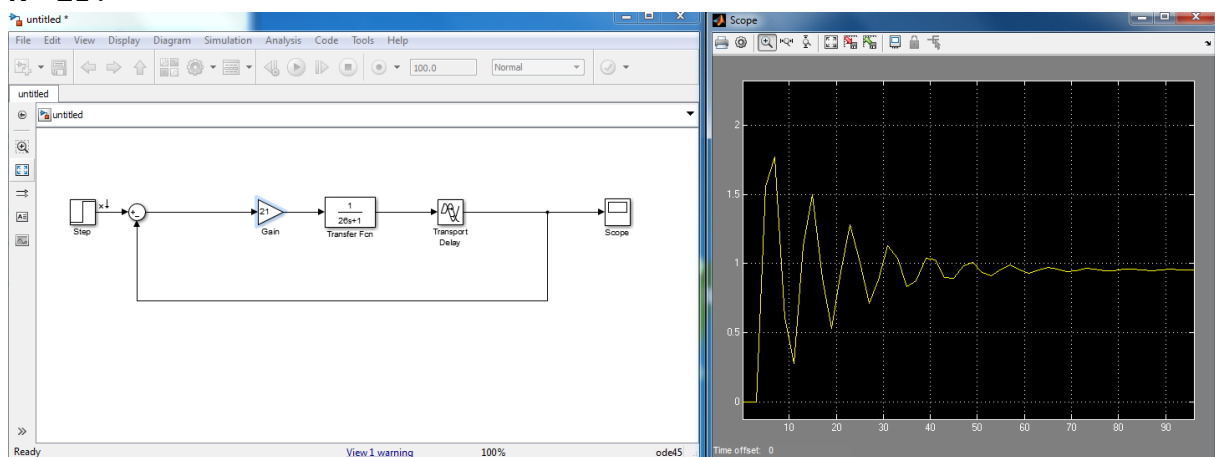 untitled *
File Edit View Display Diagram Simulation Analysis Code Tools Help
100.0 Normal
untitled
untitled
Step
+-
21
Gain
1
26s+1
Transfer Fcn
Transport
Delay
Scope
Ready View 1 warning 100% ode45
Scope
2
1.5
1
0.5
0
10 20 30 40 50 60 70 80 90
Time offset: 0